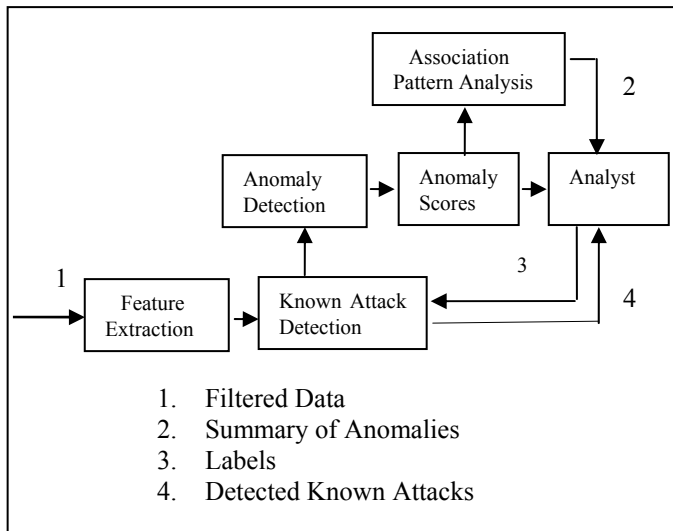 Association
Pattern Analysis
2
Anomaly
Detection
Anomaly
Scores
Analyst
3
1
Feature
Extraction
Known Attack
Detection
4
1. Filtered Data
2. Summary of Anomalies
3. Labels
4. Detected Known Attacks